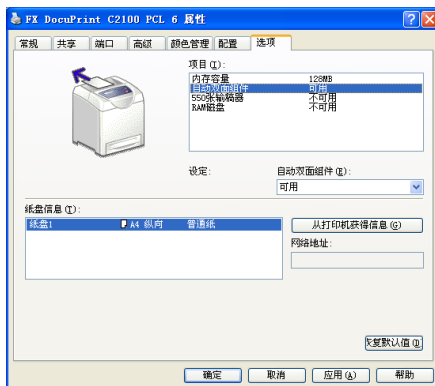 FX DocuPrint C2100 PCL 6 属性
常规 共享 端口 高级 颜色管理 配置 选项
项目(I):
内存容量 128MB
自动双面组件 可用
550张输稿器 不可用
RAM磁盘 不可用
设定: 自动双面组件(E):
可用
纸盘信息(T):
纸盘1 A4 纵向 普通纸
从打印机获得信息(G)
网络地址:
恢复默认值(D)
确定 取消 应用(A) 帮助